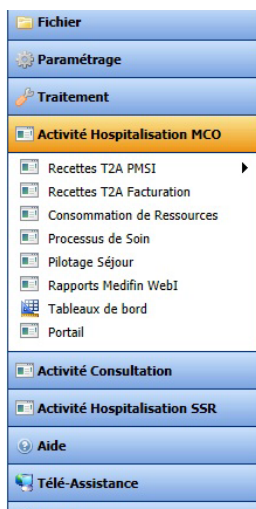 Fichier
Paramétrage
Traitement
Activité Hospitalisation MCO
Recettes T2A PMSI
Recettes T2A Facturation
Consommation de Ressources
Processus de Soin
Pilotage Séjour
Rapports Medifin WebI
Tableaux de bord
Portail
Activité Consultation
Activité Hospitalisation SSR
Aide
Télé-Assistance